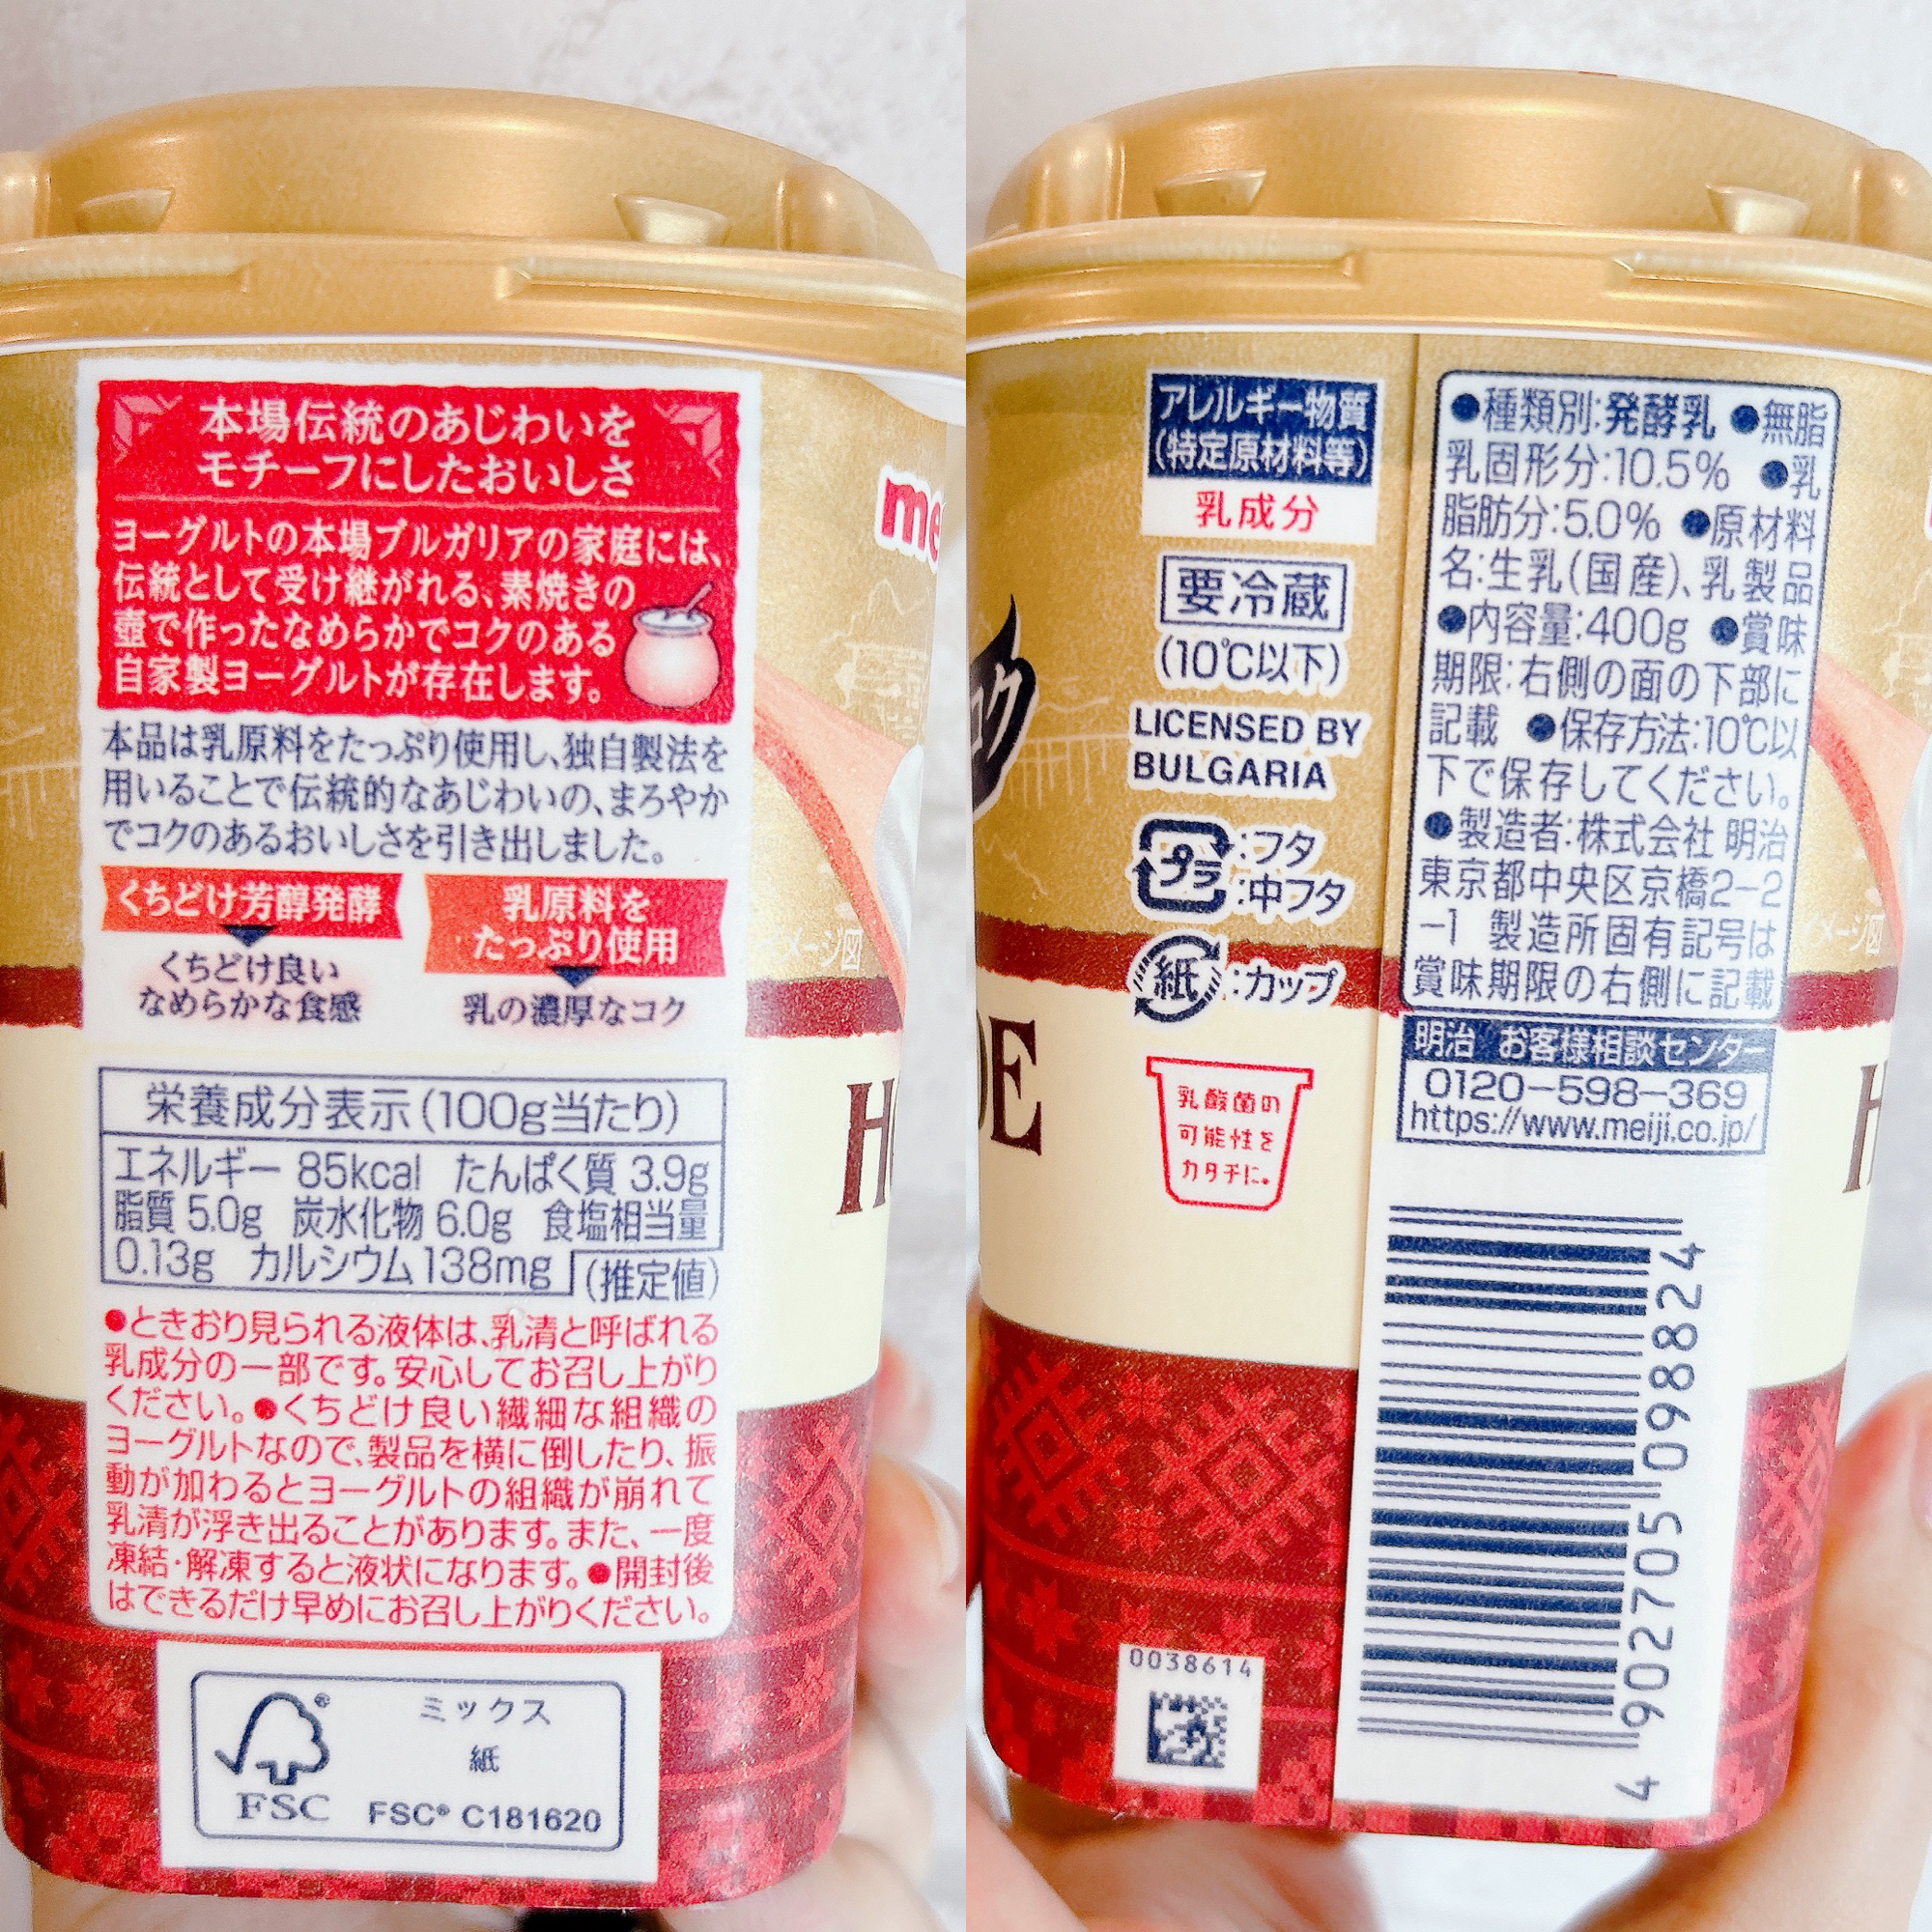 本場伝統のあじわいを
モチーフにしたおいしさ
ヨーグルトの本場ブルガリアの家庭には、
伝統として受け継がれる、素焼きの
壺で作ったなめらかでコクのある
自家製ヨーグルトが存在します。
本品は乳原料をたっぷり使用し、独自製法を
用いることで伝統的なあじわいの、まろやか
でコクのあるおいしさを引き出しました。
くちどけ芳醇発酵
くちどけ良い
なめらかな食感
乳原料を
たっぷり使用
乳の濃厚なコク
栄養成分表示(100g当たり)
エネルギー 85kcal たんぱく質 3.9g
脂質 5.0g 炭水化物 6.0g 食塩相当量
0.13g カルシウム 138mg (推定値)
●ときおり見られる液体は、乳清と呼ばれる
乳成分の一部です。安心してお召し上がり
ください。●くちどけ良い繊細な組織の
ヨーグルトなので、製品を横に倒したり、振
動が加わるとヨーグルトの組織が崩れて
乳清が浮き出ることがあります。また、一度
凍結・解凍すると液状になります。●開封後
はできるだけ早めにお召し上がりください。
FSC®
ミックス
紙
FSC® C181620
me
イメージ図
H
コク
DE
アレルギー物質
(特定原材料等)
乳成分
要冷蔵
(10℃以下)
LICENSED BY
BULGARIA
プラ
:フタ
:中フタ
紙:カップ
乳酸菌の
可能性を
カタチに。
0038614
●種類別:発酵乳 ●無脂
乳固形分:10.5% ●乳
脂肪分:5.0% ●原材料
名:生乳(国産)、乳製品
●内容量:400g ●賞味
期限:右側の面の下部に
記載 ●保存方法:10℃以
下で保存してください。
●製造者:株式会社 明治
東京都中央区京橋2-2
-1 製造所固有記号は
賞味期限の右側に記載
明治 お客様相談センター
0120-598-369
https://www.meiji.co.jp/
4902705098824
イメージ図
H